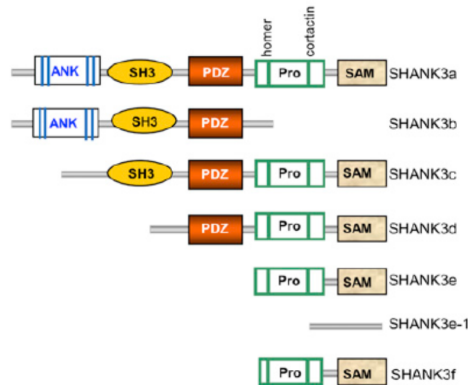 homer cortactin
ANK SH3 PDZ Pro SAM SHANK3a
ANK SH3 PDZ SHANK3b
SH3 PDZ Pro SAM SHANK3c
PDZ Pro SAM SHANK3d
Pro SAM SHANK3e
SHANK3e-1
Pro SAM SHANK3f